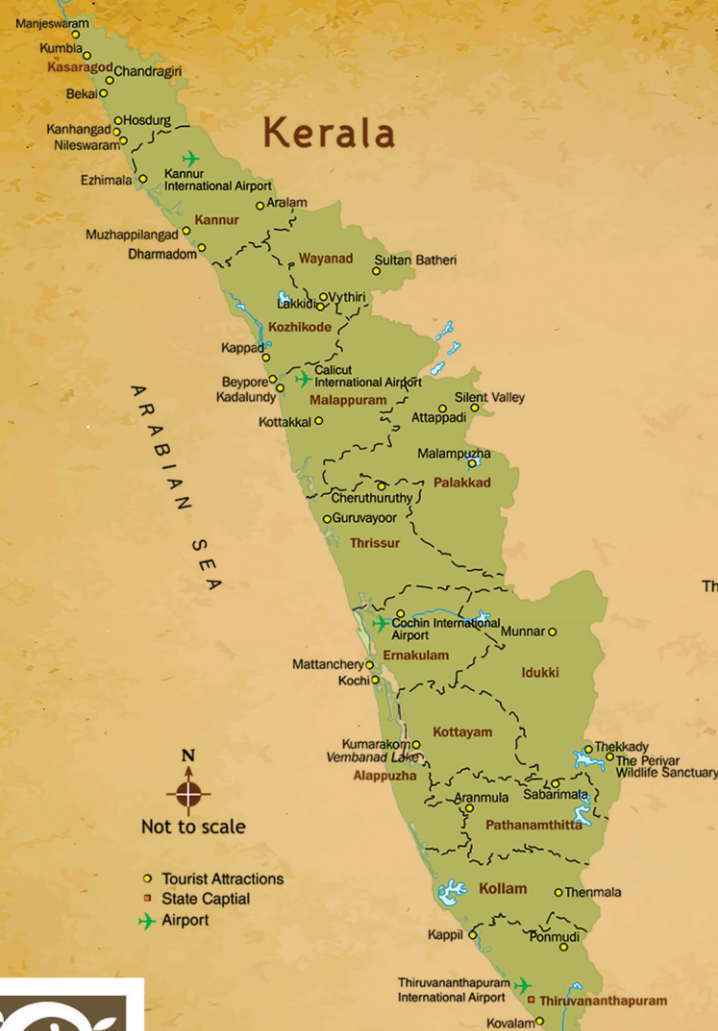 Manjeswaram
Kumbla
Kasaragod
Chandragiri
Bekal
Hosdurg
Kanhangad
Nileswaram
Kerala
Kannur
International Airport
Ezhimala
Aralam
Kannur
Muzhappilangad
Dharmadom
Wayanad
Sultan Batheri
Lakkidi
Vythiri
Kozhikode
Kappad
Calicut
International Airport
Beypore
Kadalundy
Malappuram
Silent Valley
Attappadi
Kottakkal
ARABIAN SEA
Malampuzha
Palakkad
Cheruthuruthy
Guruvayoor
Thrissur
Th
Cochin International
Airport
Munnar
Ernakulam
Mattanchery
Kochi
Idukki
Kottayam
Kumarakom
Vembanad Lake
Thekkady
The Periyar
Wildlife Sanctuary
Alappuzha
N
Not to scale
Aranmula
Sabarimala
Pathanamthitta
Tourist Attractions
State Captial
Airport
Kollam
Thenmala
Kappil
Ponmudi
Thiruvananthapuram
International Airport
Thiruvananthapuram
Kovalam